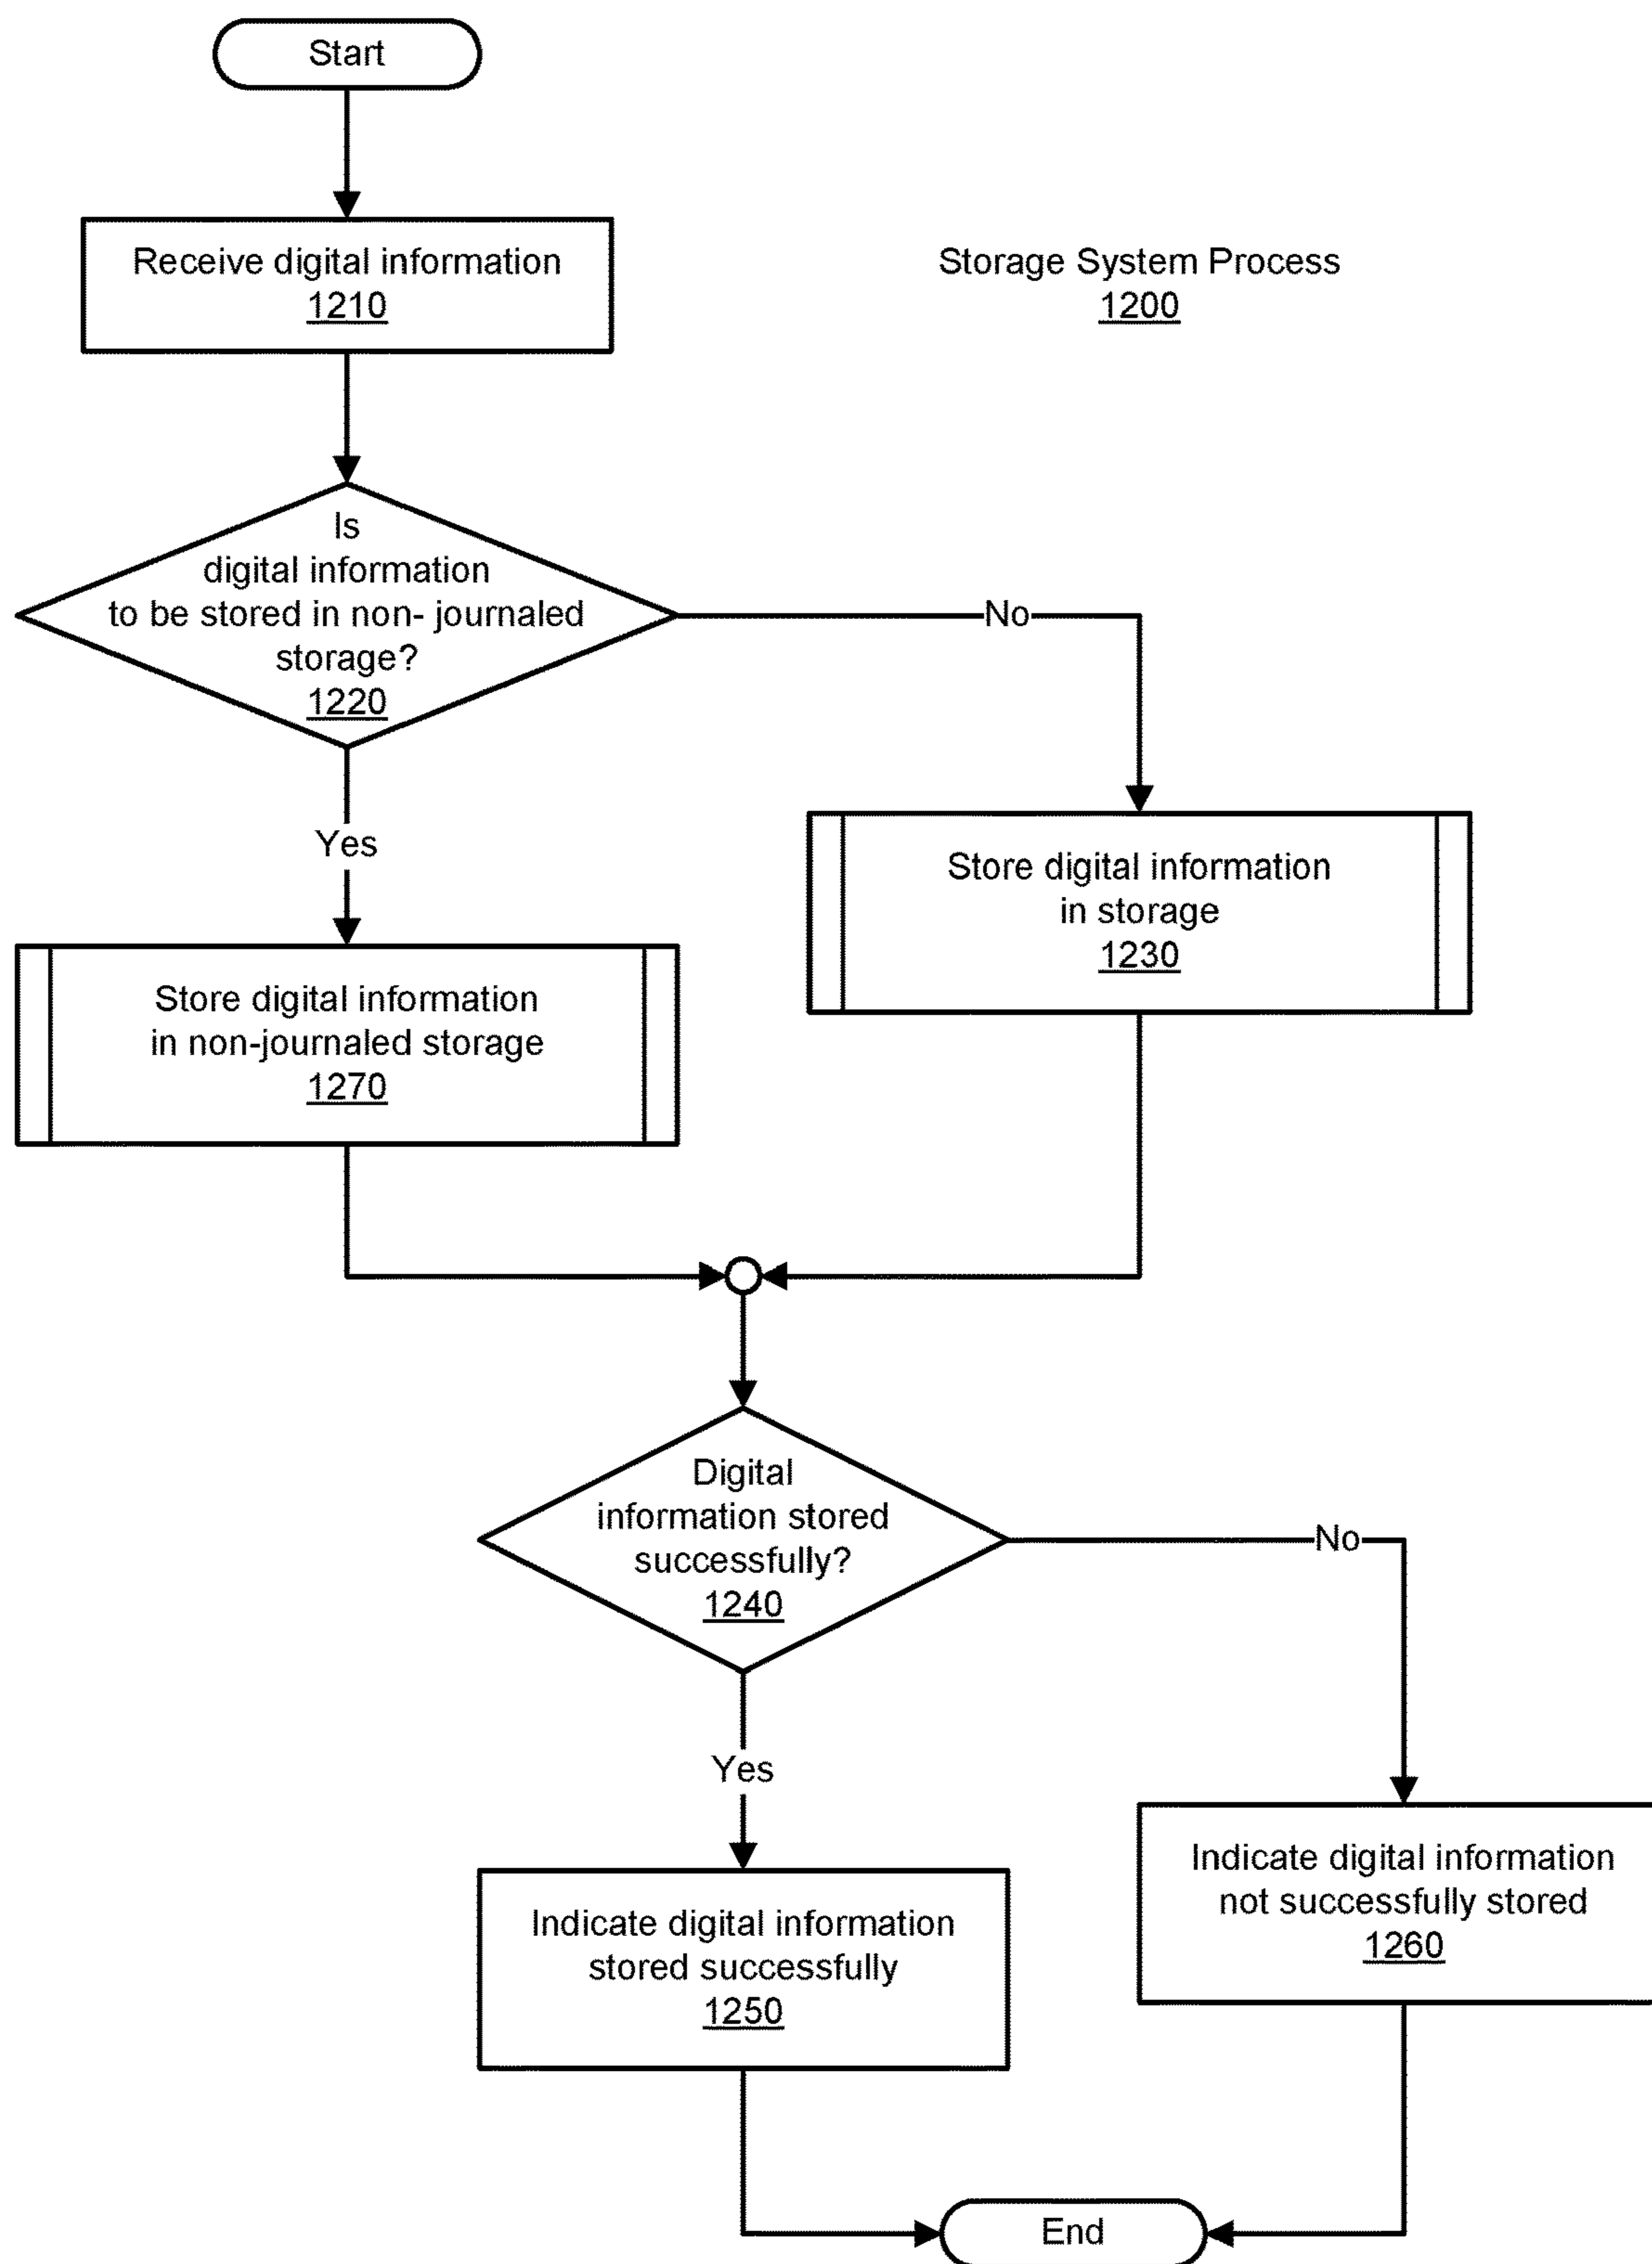 Start
Receive digital information
1210
Storage System Process
1200
Is
digital information
to be stored in non- journaled
storage?
1220
No
Yes
Store digital information
in storage
1230
Store digital information
in non-journaled storage
1270
Digital
information stored
successfully?
1240
No
Yes
Indicate digital information
not successfully stored
1260
Indicate digital information
stored successfully
1250
End